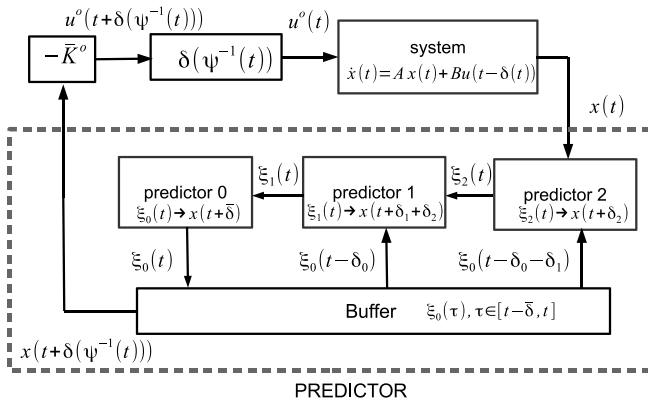 u^o(t+δ(ψ^{-1}(t)))
u^o(t)
−K̄^o
δ(ψ^{-1}(t))
system
ẋ(t)=A x(t)+Bu(t−δ(t))
x(t)
predictor 0
ξ_0(t)→x(t+δ̄)
ξ_1(t)
predictor 1
ξ_1(t)→x(t+δ_1+δ_2)
ξ_2(t)
predictor 2
ξ_2(t)→x(t+δ_2)
ξ_0(t)
ξ_0(t−δ_0)
ξ_0(t−δ_0−δ_1)
Buffer ξ_0(τ),τ∈[t−δ̄,t]
x(t+δ(ψ^{-1}(t)))
PREDICTOR